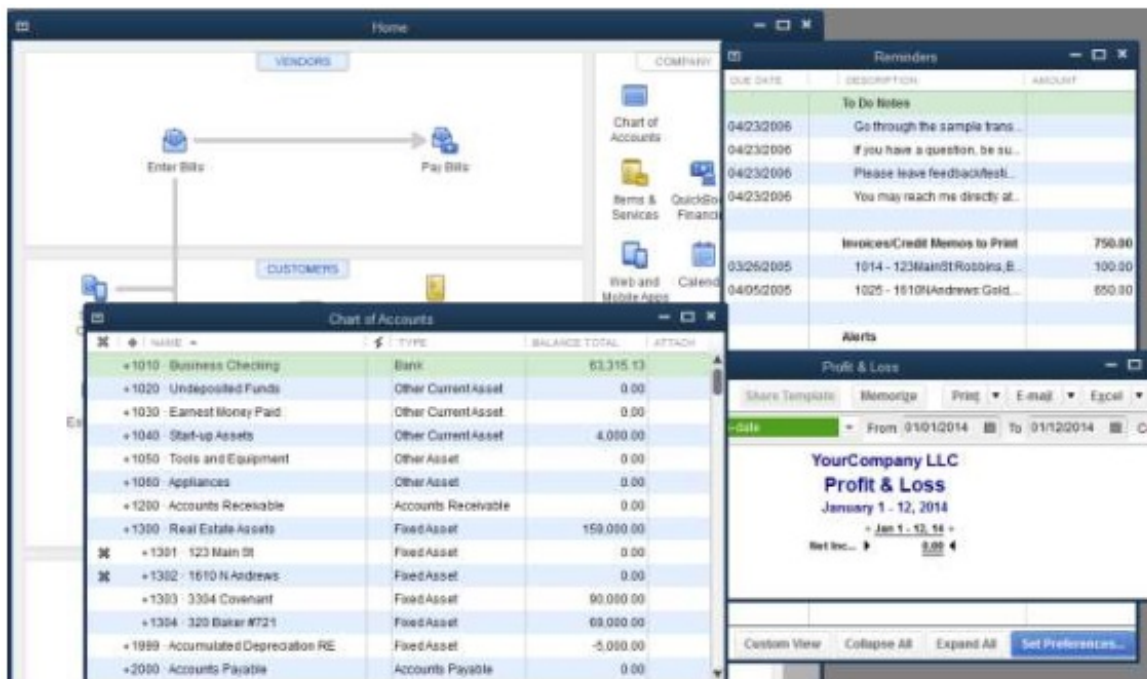 Home
VENDORS
COMPANY
Enter Bills
Pay Bills
Chart of
Accounts
Items &
Services
QuickBo
Financi
Web and
Mobile Apps
Calend
CUSTOMERS
Es
Reminders
DUE DATE DESCRIPTION AMOUNT
To Do Notes
04/23/2006 Go through the sample trans...
04/23/2006 If you have a question, be su...
04/23/2006 Please leave feedback/testi...
04/23/2006 You may reach me directly at...
Invoices/Credit Memos to Print 750.00
03/26/2005 1014 - 123MainSt:Robbins,B... 100.00
04/05/2005 1025 - 1610NAndrews:Gold,... 650.00
Alerts
Chart of Accounts
NAME TYPE BALANCE TOTAL ATTACH
1010 · Business Checking Bank 63,315.13
1020 · Undeposited Funds Other Current Asset 0.00
1030 · Earnest Money Paid Other Current Asset 0.00
1040 · Start-up Assets Other Current Asset 4,000.00
1050 · Tools and Equipment Other Asset 0.00
1060 · Appliances Other Asset 0.00
1200 · Accounts Receivable Accounts Receivable 0.00
1300 · Real Estate Assets Fixed Asset 159,000.00
1301 · 123 Main St Fixed Asset 0.00
1302 · 1610 N Andrews Fixed Asset 0.00
1303 · 3304 Covenant Fixed Asset 90,000.00
1304 · 320 Baker #721 Fixed Asset 69,000.00
1999 · Accumulated Depreciation RE Fixed Asset -5,000.00
2000 · Accounts Payable Accounts Payable 0.00
Profit & Loss
Share Template Memorize Print E-mail Excel
-date From 01/01/2014 To 01/12/2014 C
YourCompany LLC
Profit & Loss
January 1 - 12, 2014
Jan 1 - 12, 14
Net Inc... 0.00
Custom View Collapse All Expand All Set Preferences...